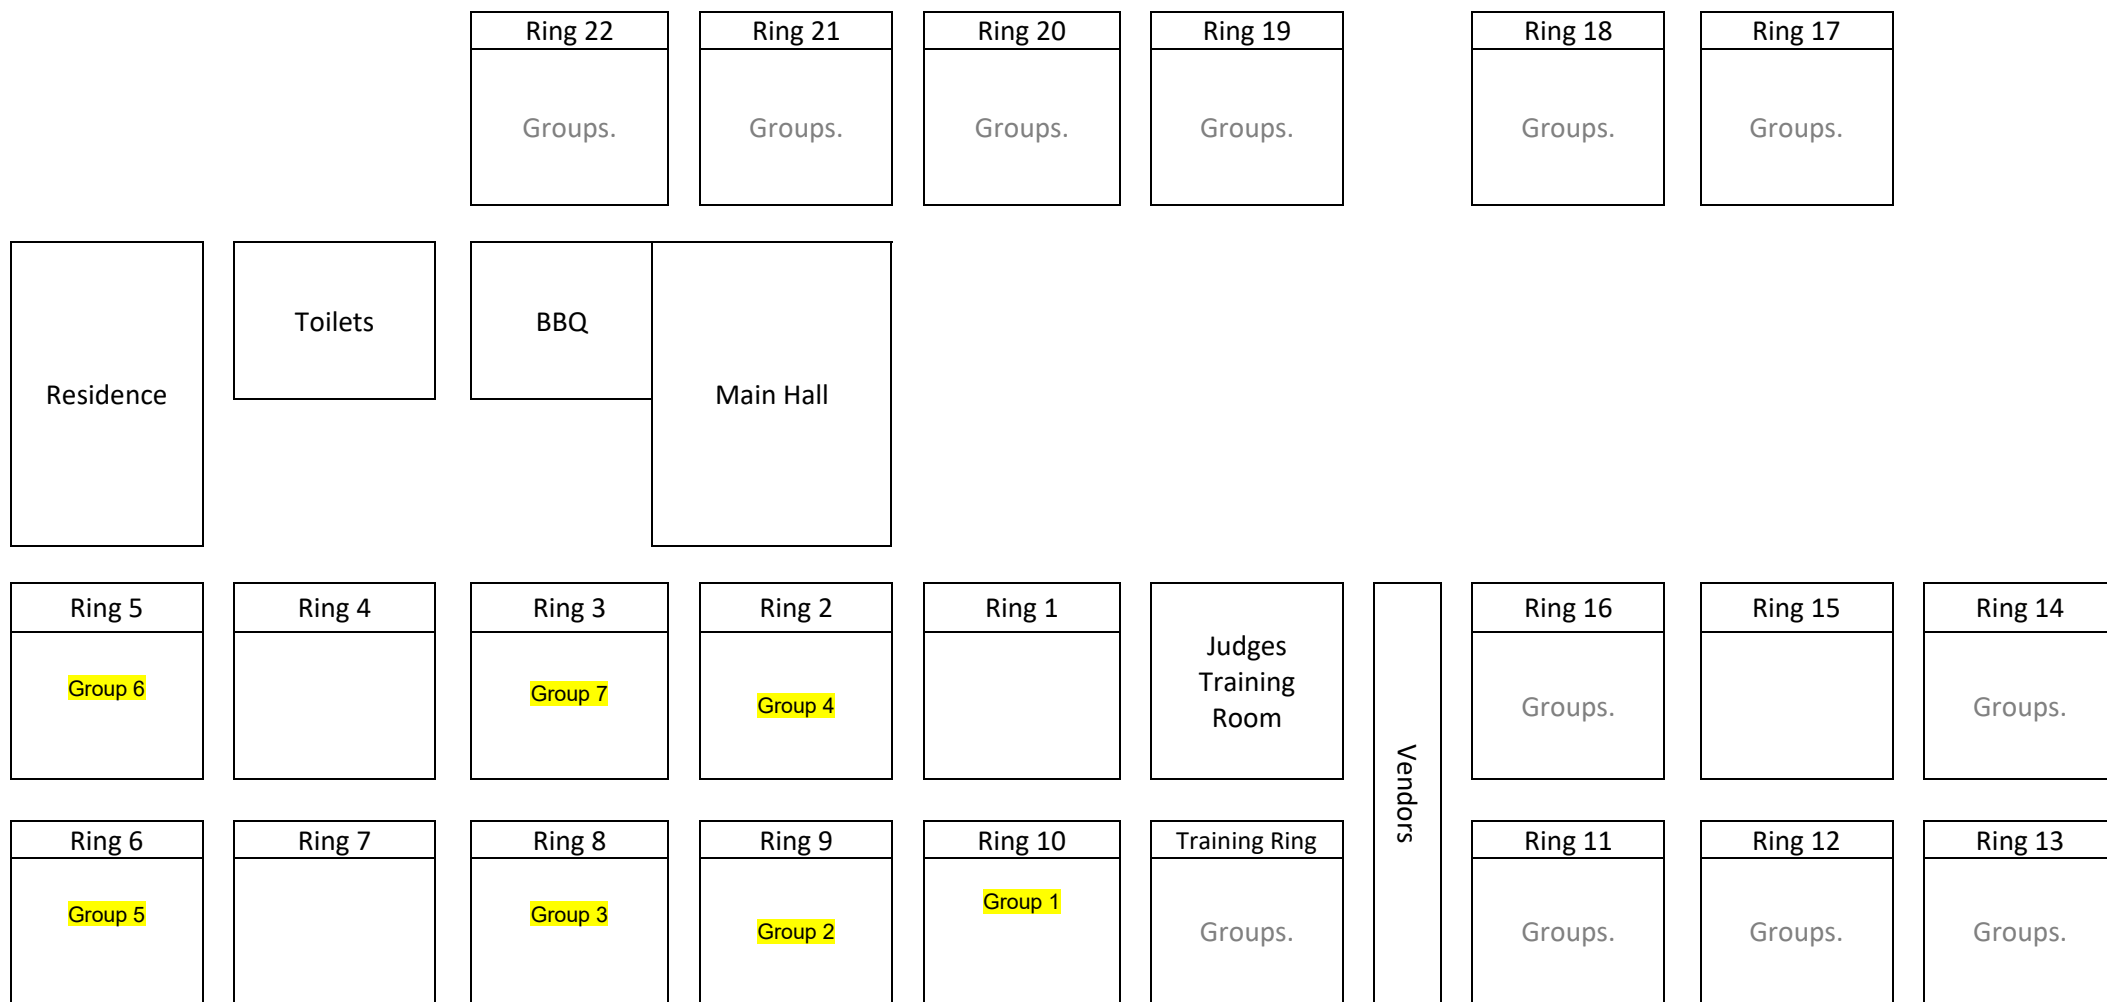 Ring 22
Ring 21
Ring 20
Ring 19
Ring 18
Ring 17
Groups.
Groups.
Groups.
Groups.
Groups.
Groups.
Residence
Toilets
BBQ
Main Hall
Ring 5
Ring 4
Ring 3
Ring 2
Ring 1
Judges
Training
Room
Vendors
Ring 16
Ring 15
Ring 14
Group 6
Group 7
Group 4
Groups.
Groups.
Ring 6
Ring 7
Ring 8
Ring 9
Ring 10
Training Ring
Ring 11
Ring 12
Ring 13
Group 5
Group 3
Group 2
Group 1
Groups.
Groups.
Groups.
Groups.